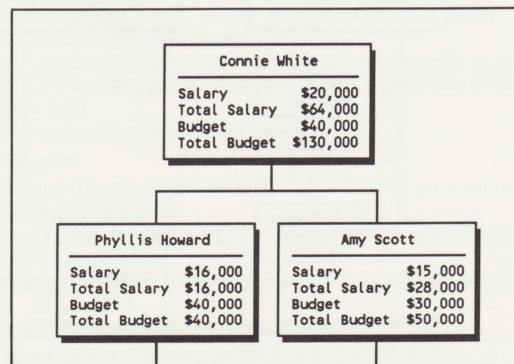 Connie White
Salary $20,000
Total Salary $64,000
Budget $40,000
Total Budget $130,000
Phyllis Howard
Salary $16,000
Total Salary $16,000
Budget $40,000
Total Budget $40,000
Amy Scott
Salary $15,000
Total Salary $28,000
Budget $30,000
Total Budget $50,000